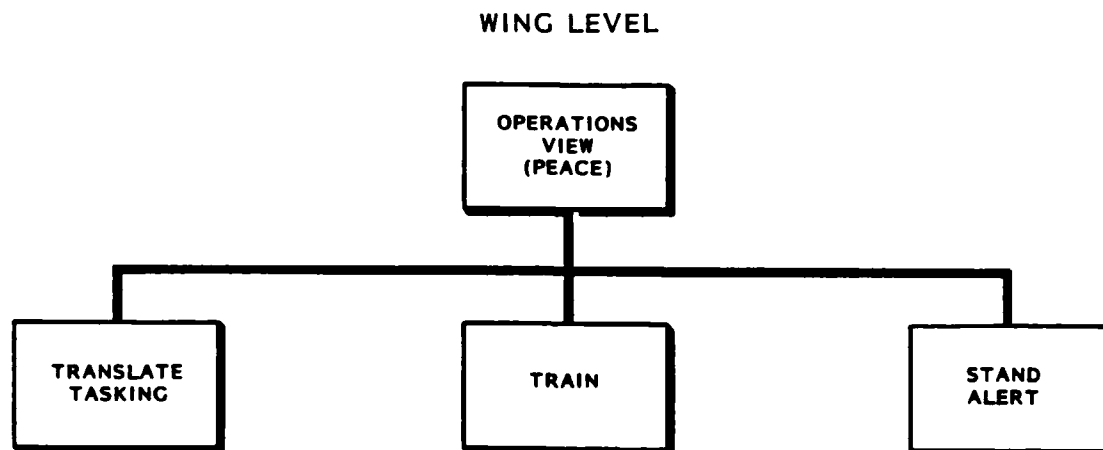 WING LEVEL
OPERATIONS
VIEW
(PEACE)
TRANSLATE
TASKING
TRAIN
STAND
ALERT